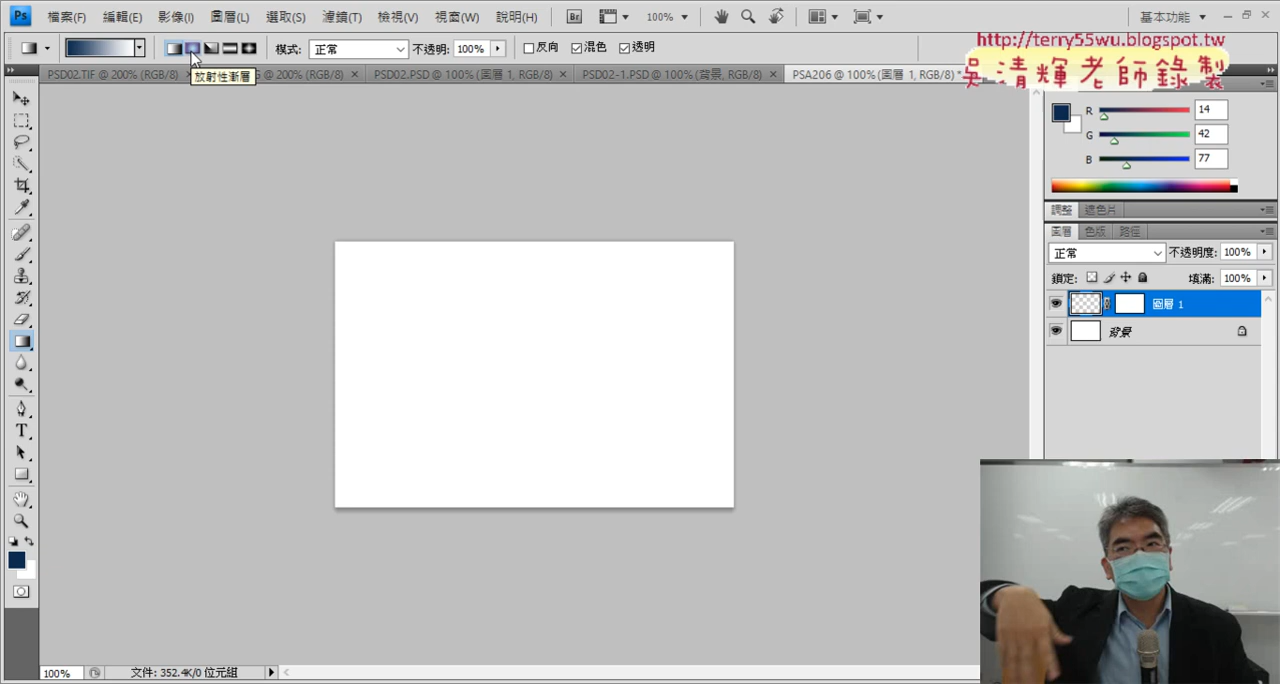 Ps 檔案(F) 編輯(E) 影像(I) 圖層(L) 選取(S) 濾鏡(T) 檢視(V) 視窗(W) 說明(H) Br 100% 基本功能
http://terry55wu.blogspot.tw
模式: 正常 不透明: 100% 反向 混色 透明
吳清輝老師錄製
PSD02.TIF @ 200% (RGB/8) G @ 200% (RGB/8) PSD02.PSD @ 100% (圖層 1, RGB/8) PSD02-1.PSD @ 100% (背景, RGB/8) PSA206 @ 100% (圖層 1, RGB/8) *
放射性漸層
R 14
G 42
B 77
調整 遮色片
圖層 色版 路徑
正常 不透明度: 100%
鎖定: 填滿: 100%
圖層 1
背景
T
100% 文件: 352.4K/0 位元組